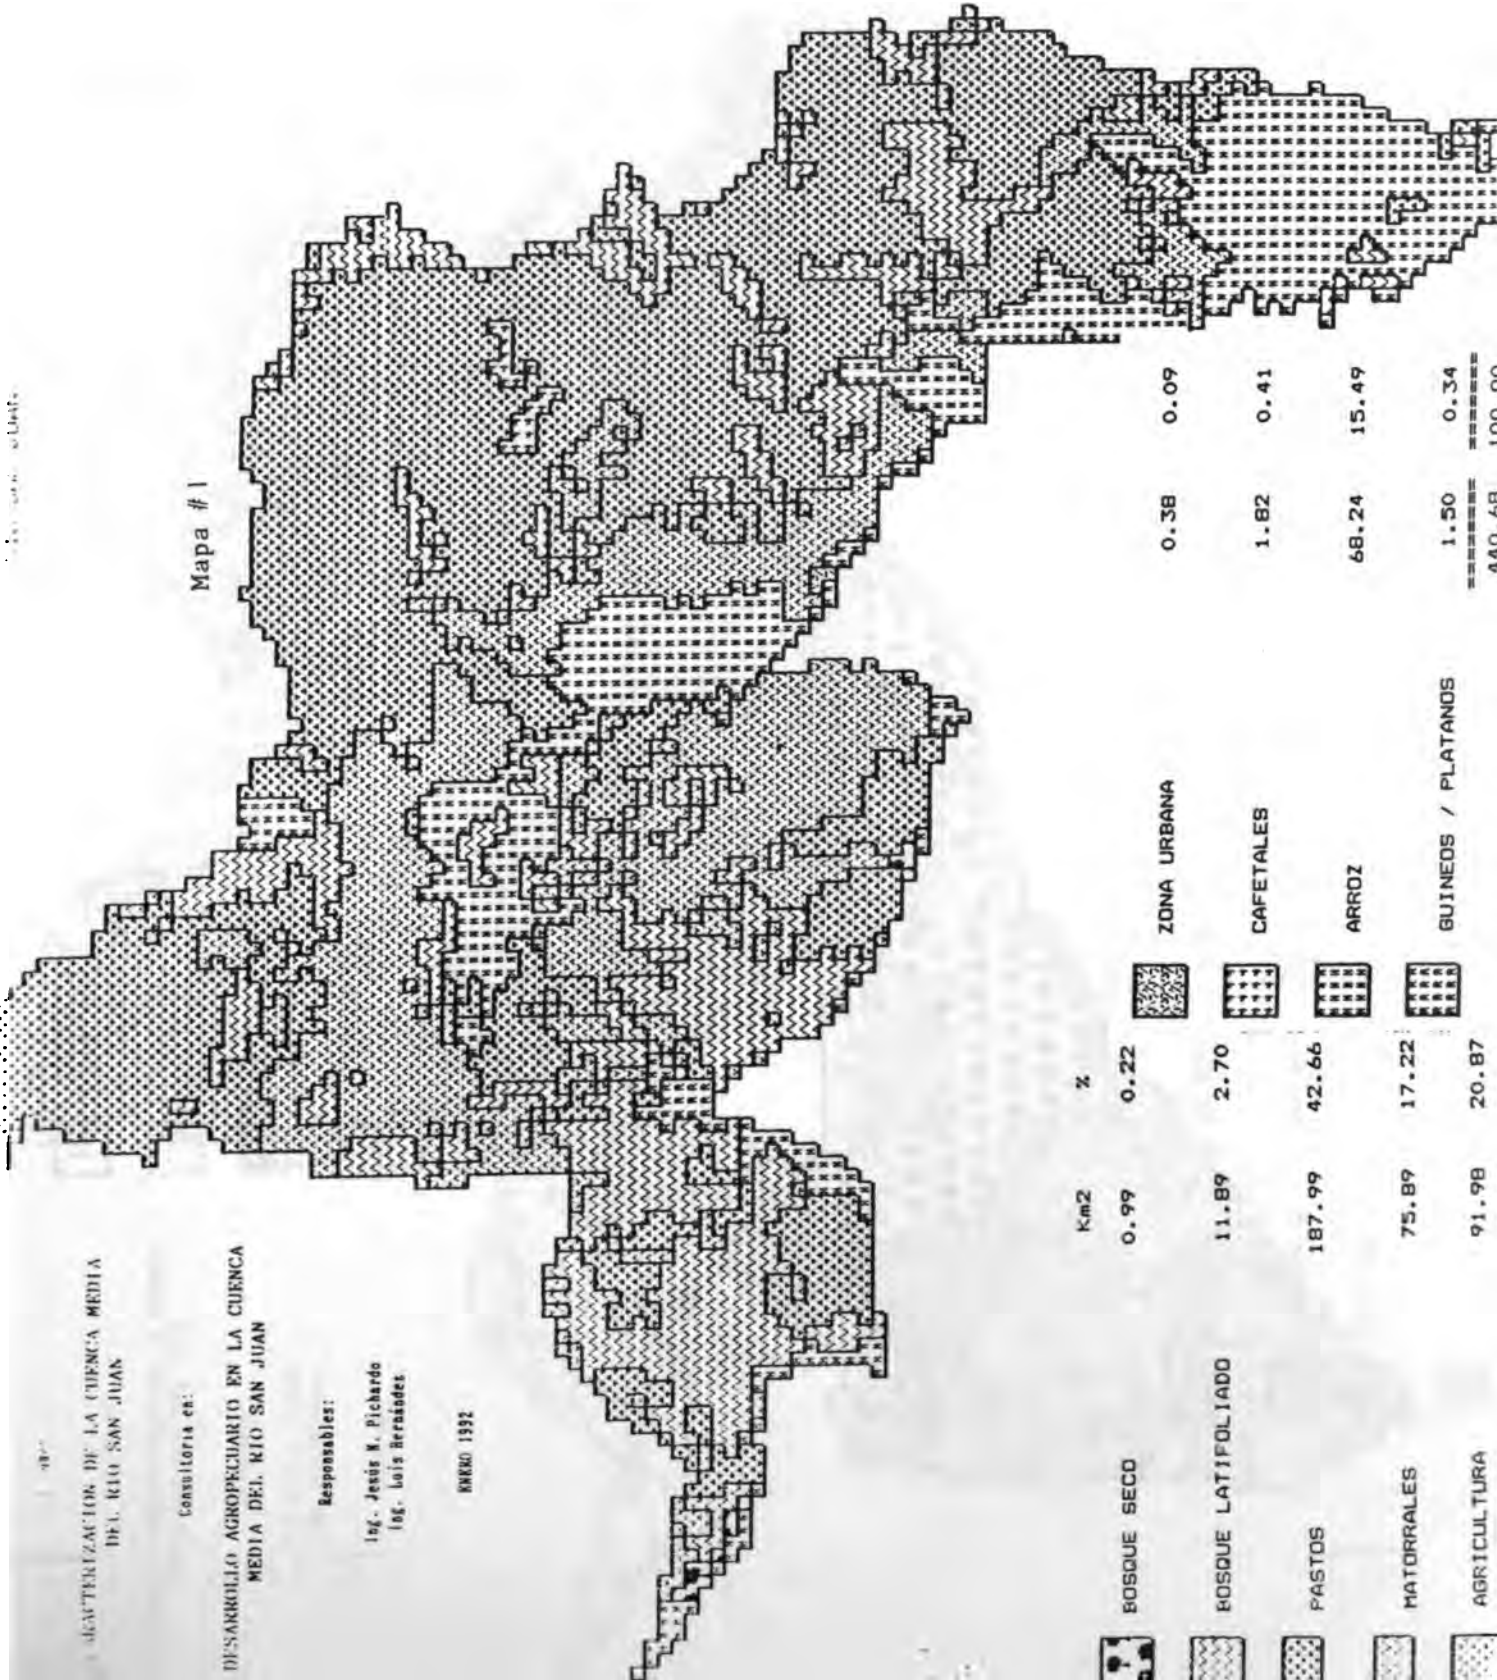 Mapa # 1
CARACTERIZACION DE LA CUENCA MEDIA
DEL RIO SAN JUAN
Consultoria en:
DESARROLLO AGROPECUARIO EN LA CUENCA
MEDIA DEL RIO SAN JUAN
Responsables:
Ing. Jesús N. Pichardo
Ing. Luis Hernández
ENERO 1992
Km2 %
BOSQUE SECO 0.99 0.22
BOSQUE LATIFOLIADO 11.89 2.70
PASTOS 187.99 42.66
MATORRALES 75.89 17.22
AGRICULTURA 91.98 20.87
ZONA URBANA 0.38 0.09
CAFETALES 1.82 0.41
ARROZ 68.24 15.49
GUINEOS / PLATANOS 1.50 0.34
====== ======
440.68 100.00